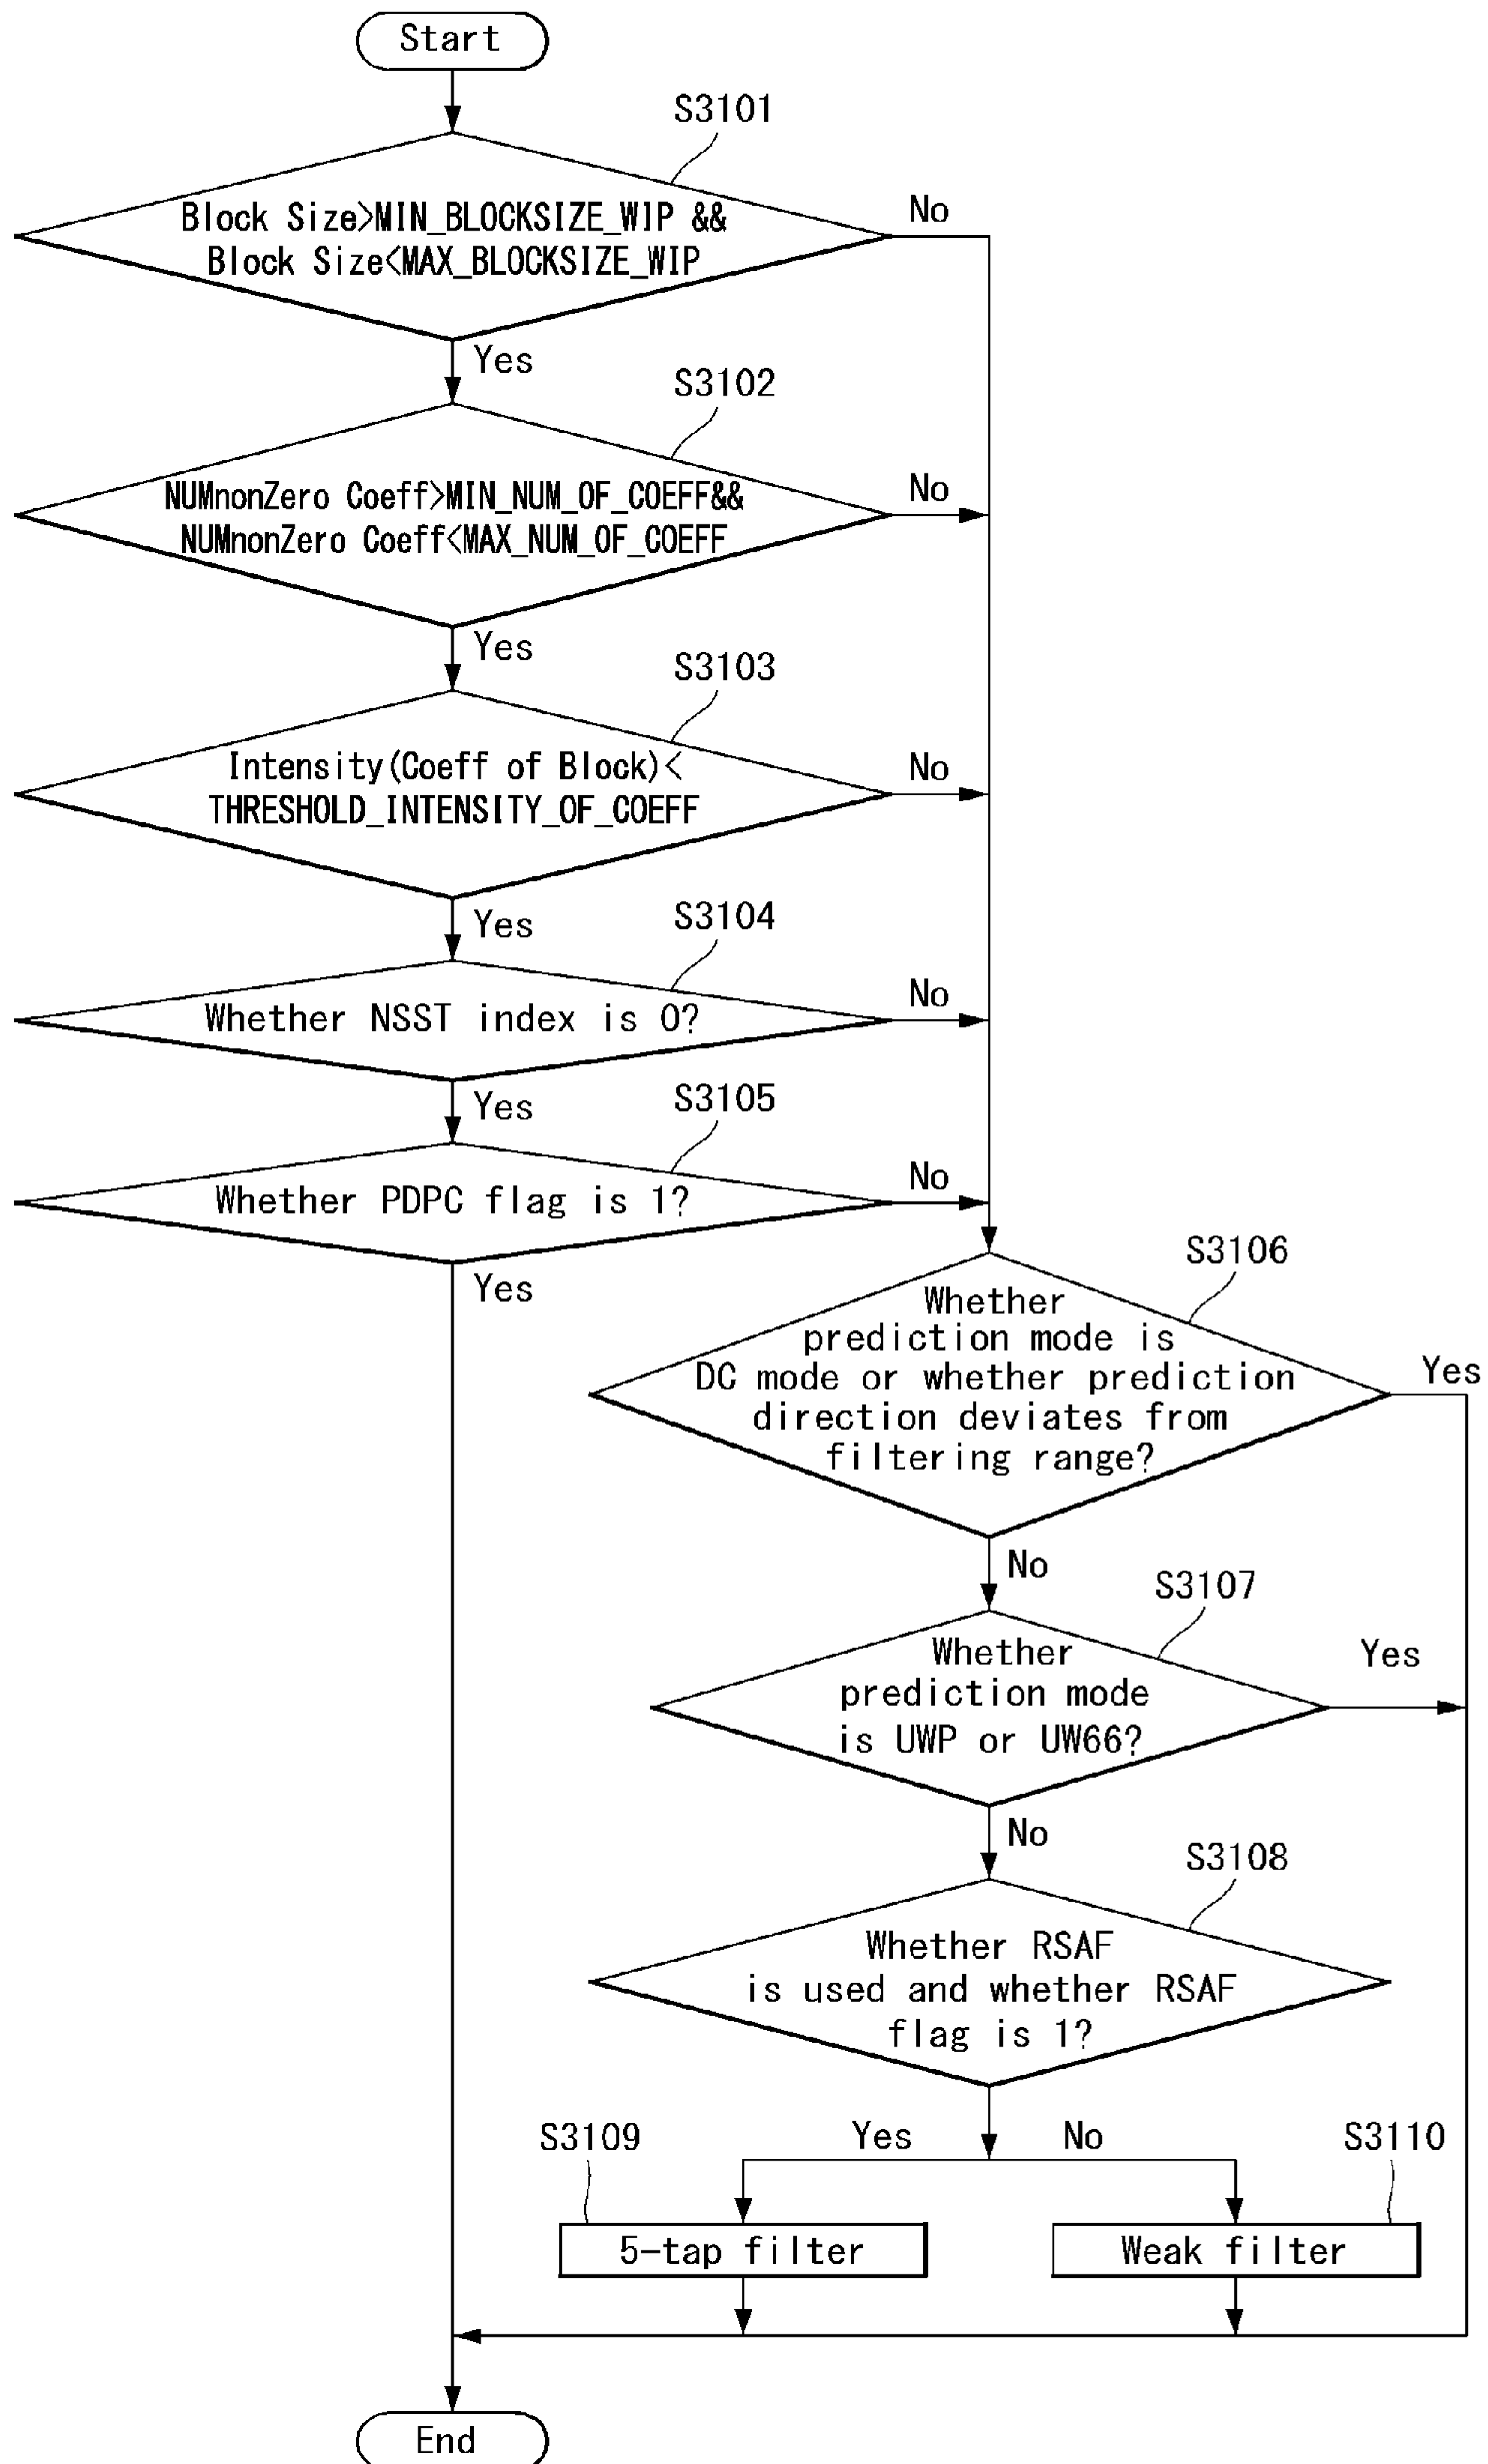 Start
S3101
Block Size>MIN_BLOCKSIZE_WIP &&
Block Size<MAX_BLOCKSIZE_WIP
No
Yes
S3102
NUMnonZero Coeff>MIN_NUM_OF_COEFF&&
NUMnonZero Coeff<MAX_NUM_OF_COEFF
No
Yes
S3103
Intensity(Coeff of Block)<
THRESHOLD_INTENSITY_OF_COEFF
No
Yes
S3104
Whether NSST index is 0?
No
Yes
S3105
Whether PDPC flag is 1?
No
Yes
S3106
Whether
prediction mode is
DC mode or whether prediction
direction deviates from
filtering range?
Yes
No
S3107
Whether
prediction mode
is UWP or UW66?
Yes
No
S3108
Whether RSAF
is used and whether RSAF
flag is 1?
Yes
No
S3109
5-tap filter
S3110
Weak filter
End